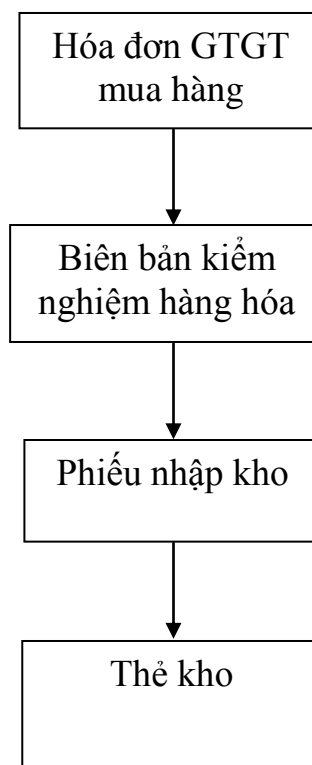 Hóa đơn GTGT
mua hàng
Biên bản kiểm
nghiệm hàng hóa
Phiếu nhập kho
Thẻ kho